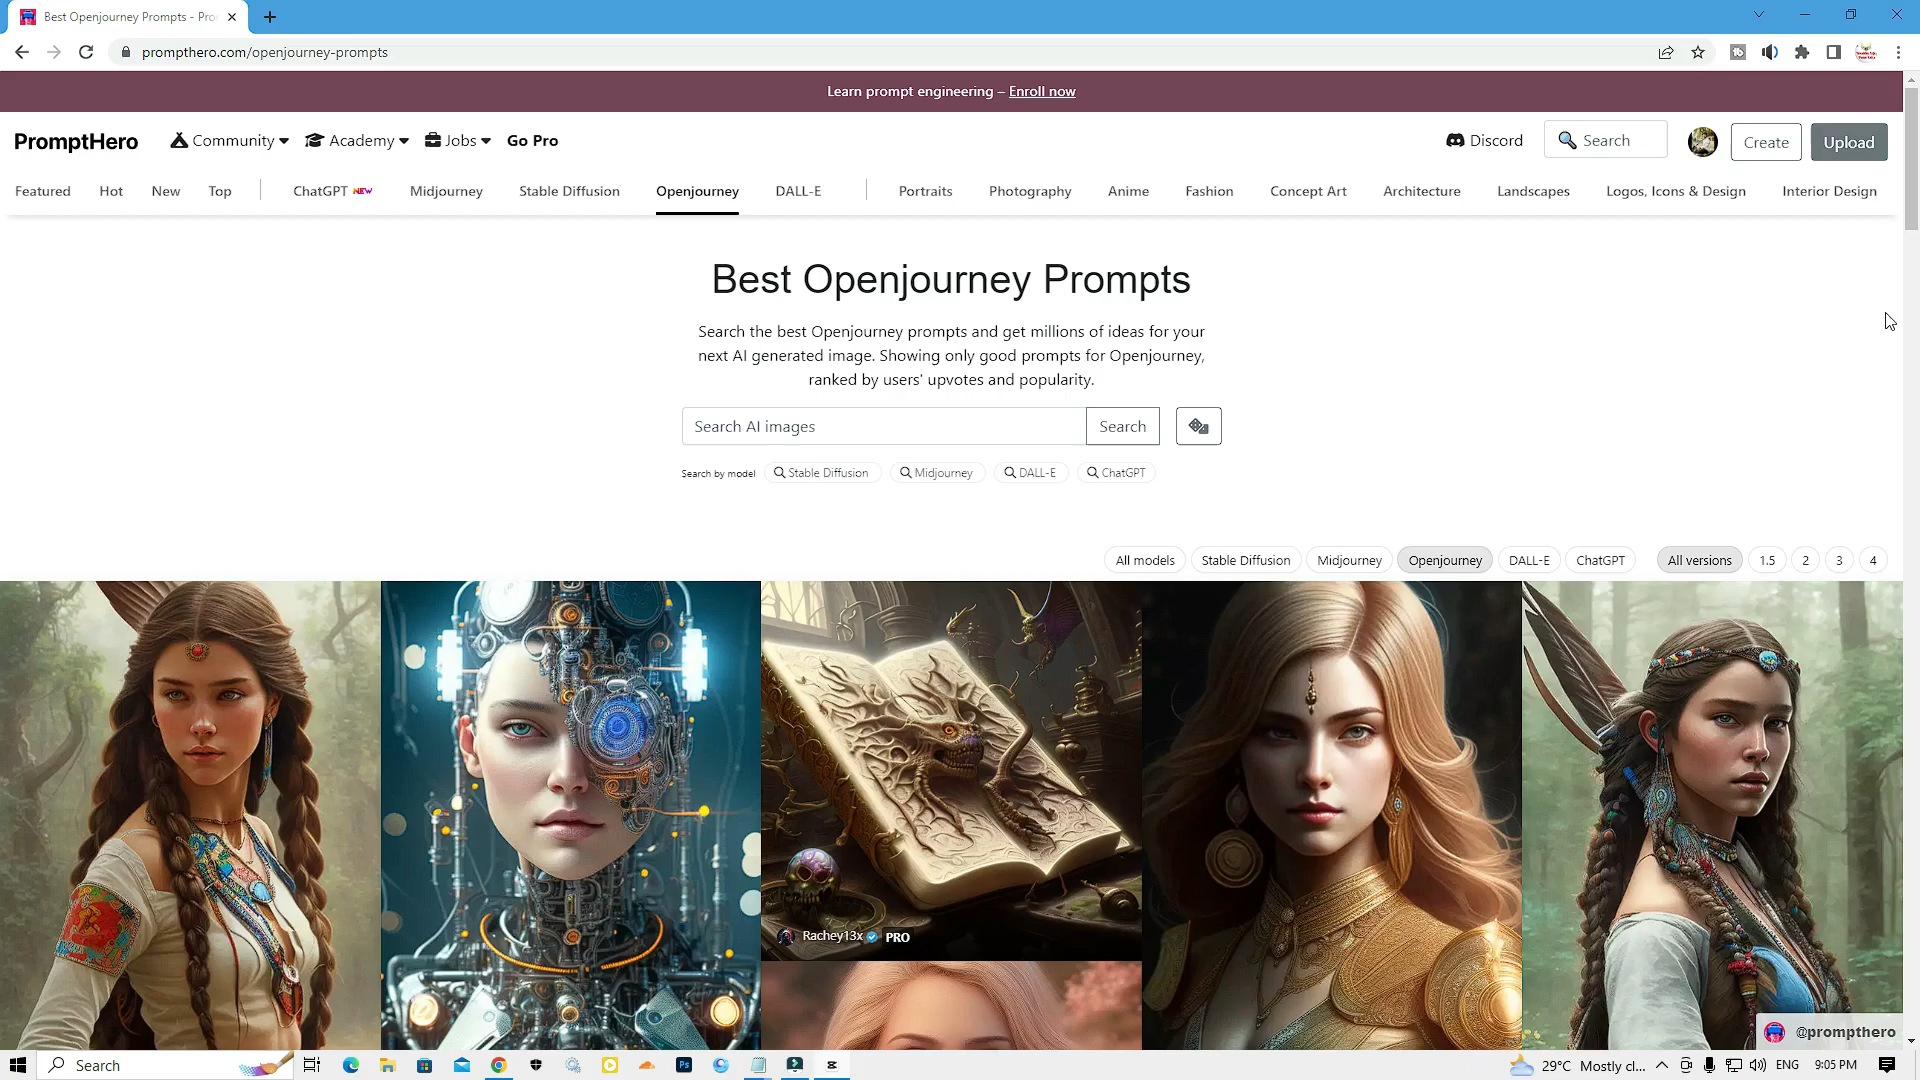 Best Openjourney Prompts - Pro
prompthero.com/openjourney-prompts
Learn prompt engineering – Enroll now
PromptHero Community Academy Jobs Go Pro Discord Search Create Upload
Featured Hot New Top ChatGPT NEW Midjourney Stable Diffusion Openjourney DALL-E Portraits Photography Anime Fashion Concept Art Architecture Landscapes Logos, Icons & Design Interior Design
Best Openjourney Prompts
Search the best Openjourney prompts and get millions of ideas for your
next AI generated image. Showing only good prompts for Openjourney,
ranked by users' upvotes and popularity.
Search AI images Search
Search by model Stable Diffusion Midjourney DALL-E ChatGPT
All models Stable Diffusion Midjourney Openjourney DALL-E ChatGPT All versions 1.5 2 3 4
Rachey13x PRO
@prompthero
Search Ps 29°C Mostly cl... ENG 9:05 PM